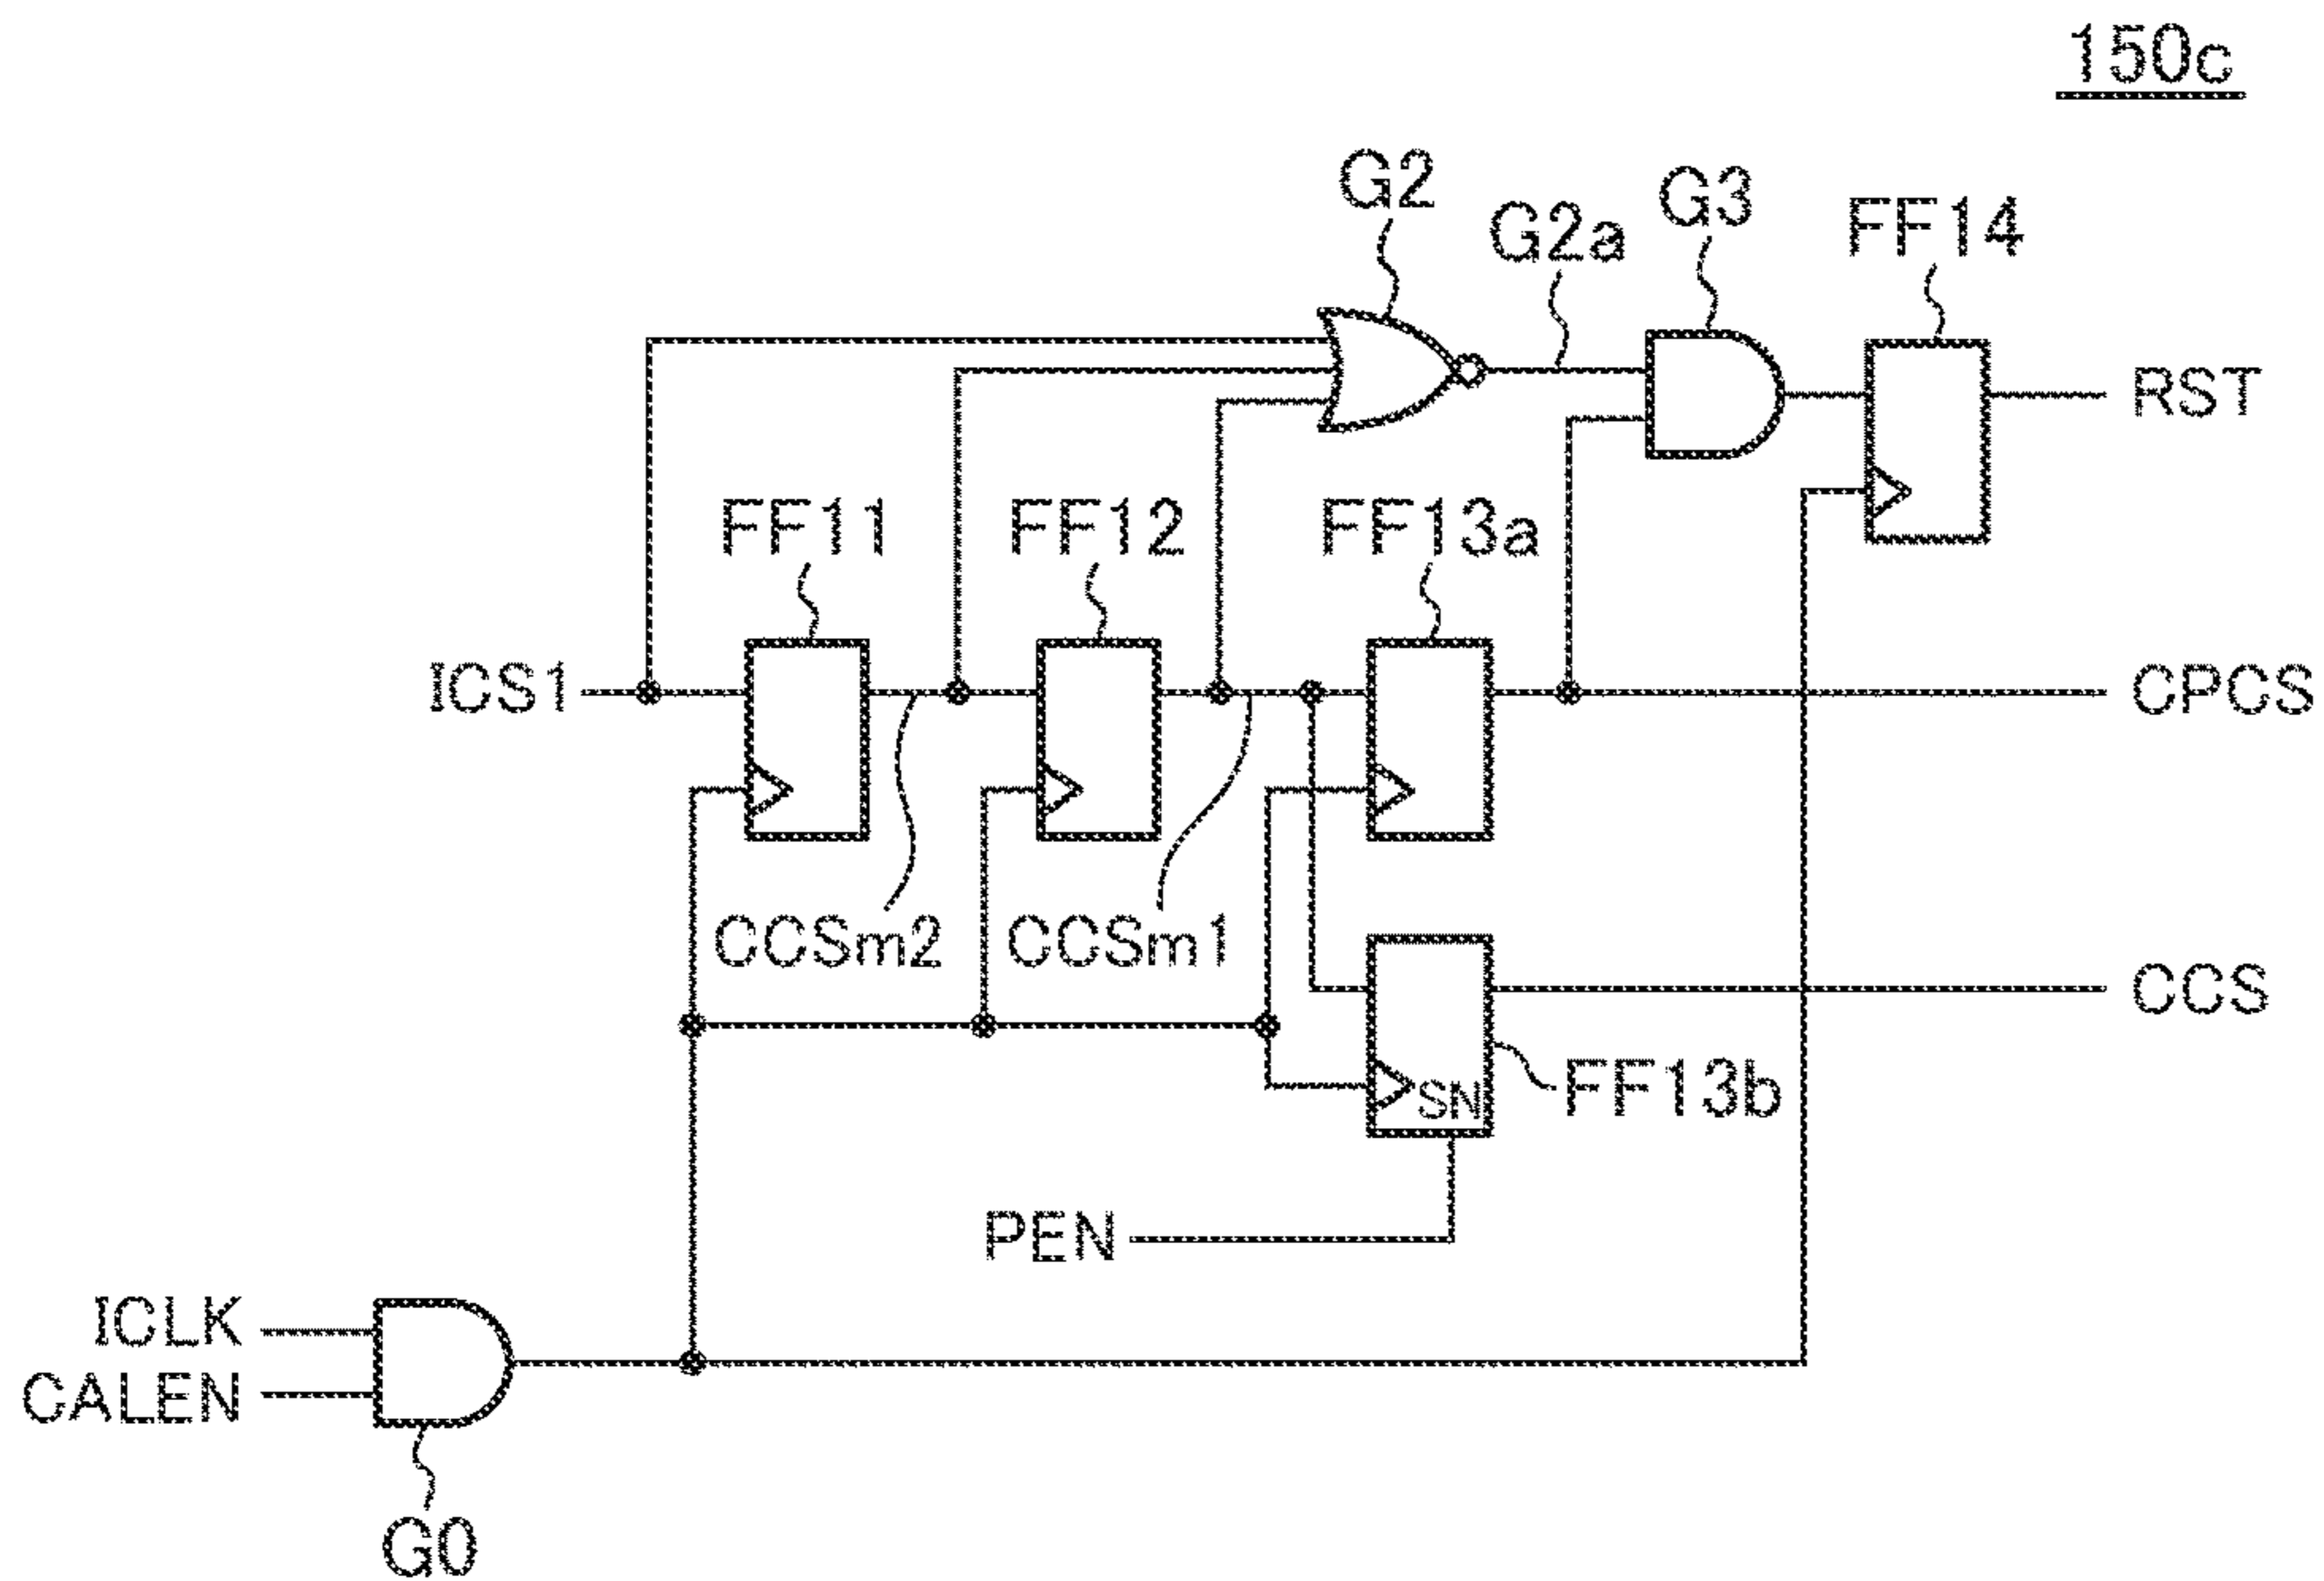 150c
G2
G2a
G3
FF14
RST
FF11
FF12
FF13a
ICS1
CPCS
CCSm2
CCSm1
CCS
SN
FF13b
PEN
ICLK
CALEN
G0